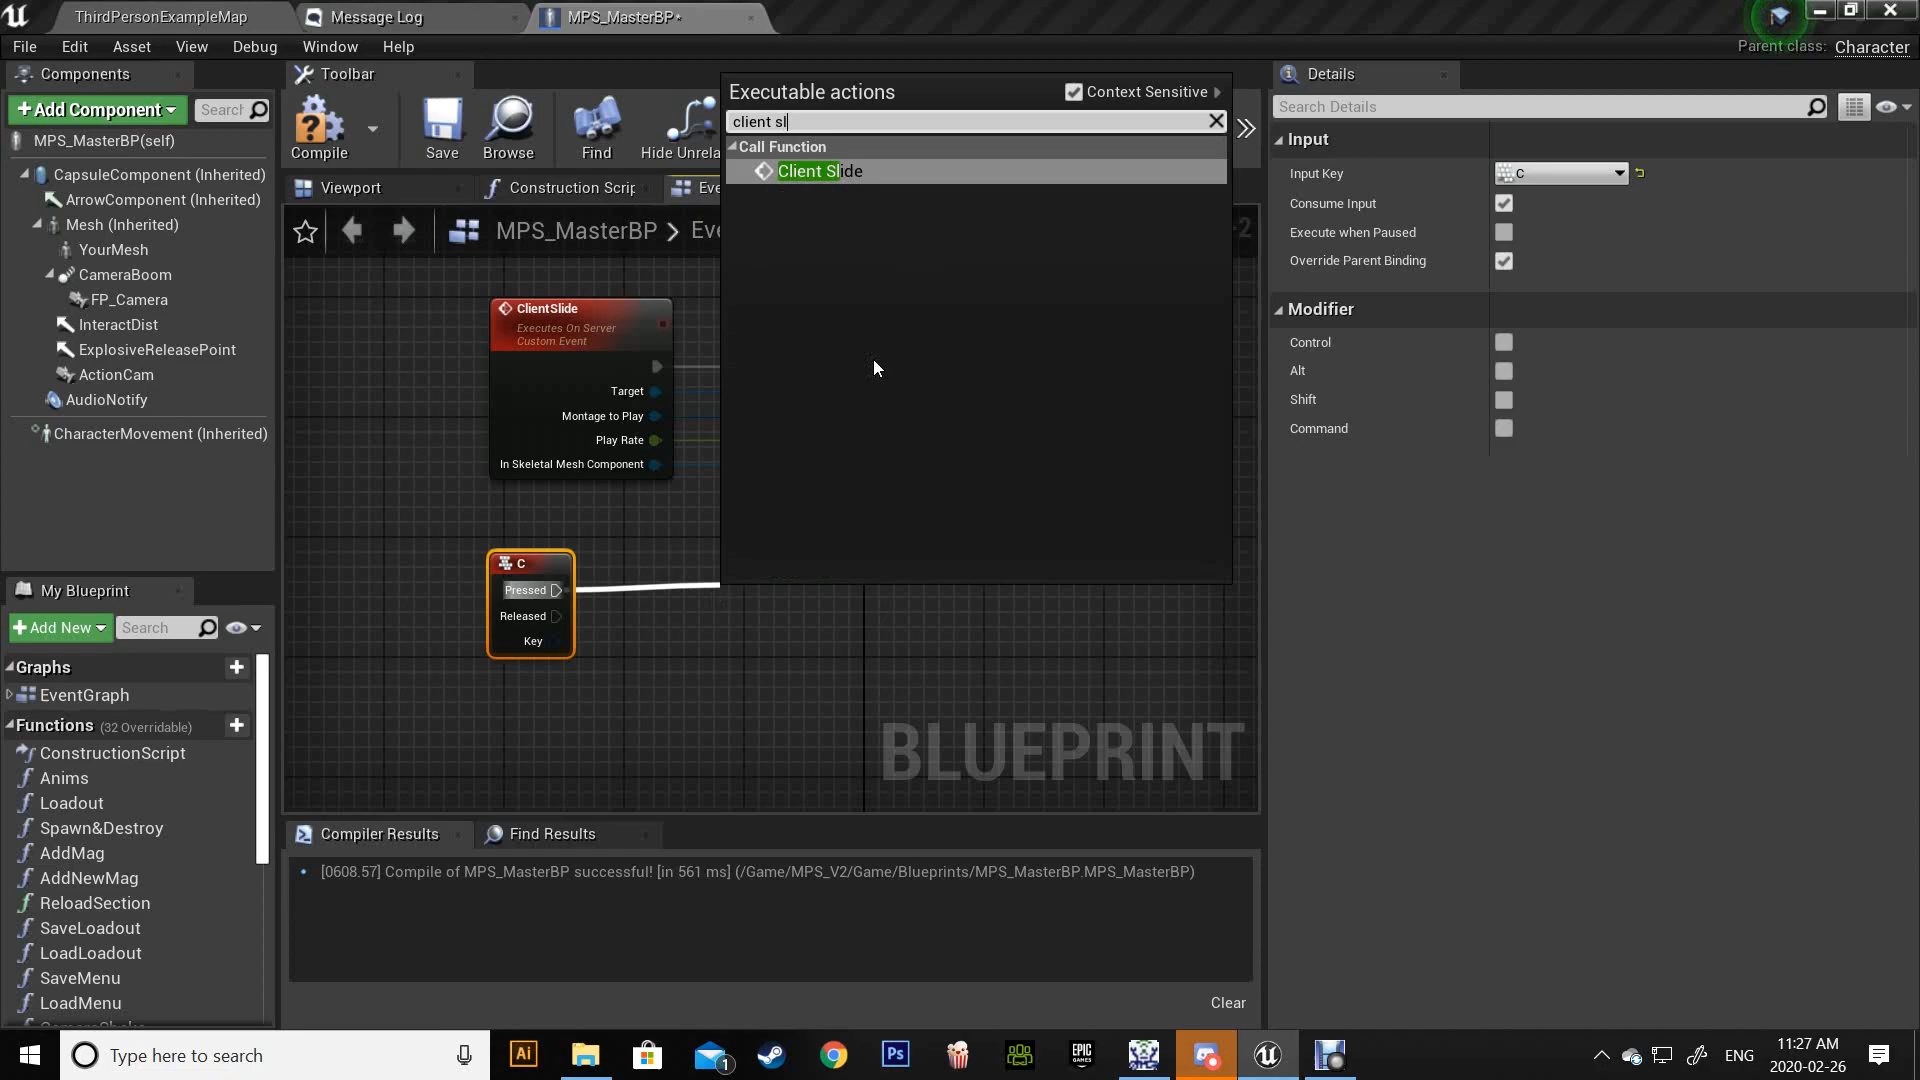 ThirdPersonExampleMap
Message Log
MPS_MasterBP*
File Edit Asset View Debug Window Help
Parent class: Character
Components
Toolbar
Details
Add Component
Search
MPS_MasterBP(self)
CapsuleComponent (Inherited)
ArrowComponent (Inherited)
Mesh (Inherited)
YourMesh
CameraBoom
FP_Camera
InteractDist
ExplosiveReleasePoint
ActionCam
AudioNotify
CharacterMovement (Inherited)
Compile
Save
Browse
Find
Hide Unrela
Viewport
Construction Scrip
Eve
MPS_MasterBP > Eve
-2
Executable actions
Context Sensitive
client sl
Call Function
Client Slide
ClientSlide
Executes On Server
Custom Event
Target
Montage to Play
Play Rate
In Skeletal Mesh Component
C
Pressed
Released
Key
BLUEPRINT
Search Details
Input
Input Key
C
Consume Input
Execute when Paused
Override Parent Binding
Modifier
Control
Alt
Shift
Command
My Blueprint
Add New
Search
Graphs
EventGraph
Functions (32 Overridable)
ConstructionScript
Anims
Loadout
Spawn&Destroy
AddMag
AddNewMag
ReloadSection
SaveLoadout
LoadLoadout
SaveMenu
LoadMenu
Compiler Results
Find Results
[0608.57] Compile of MPS_MasterBP successful! [in 561 ms] (/Game/MPS_V2/Game/Blueprints/MPS_MasterBP.MPS_MasterBP)
Clear
Type here to search
Ai
1
Ps
EPIC
GAMES
ENG
11:27 AM
2020-02-26